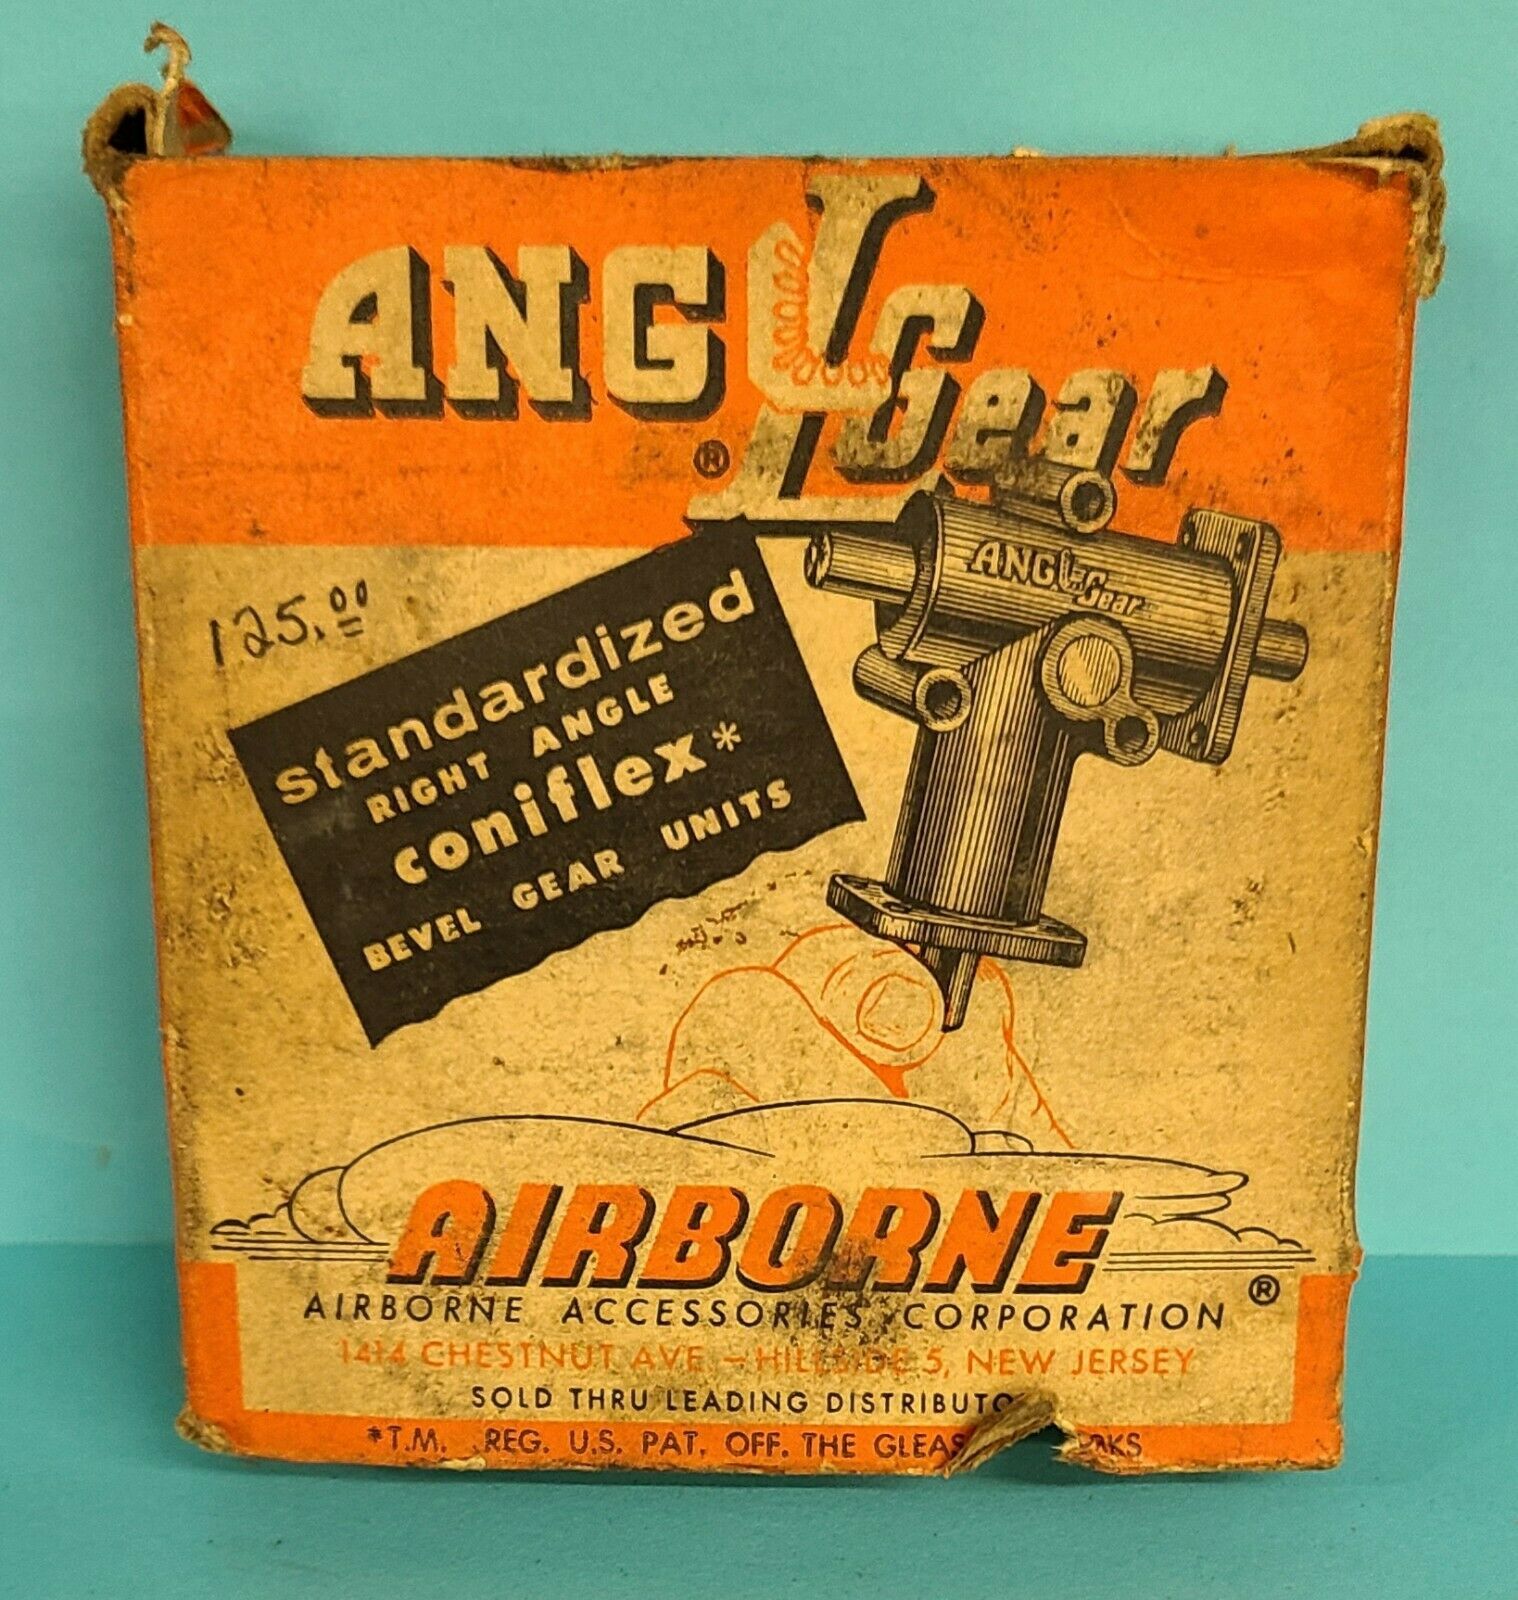 ANGLGear
®
ANGLGear
125.00
standardized
RIGHT ANGLE
coniflex*
BEVEL GEAR UNITS
AIRBORNE
®
AIRBORNE ACCESSORIES CORPORATION
1414 CHESTNUT AVE – HILLSIDE 5, NEW JERSEY
SOLD THRU LEADING
*T.M. REG. U.S. PAT. OFF. THE